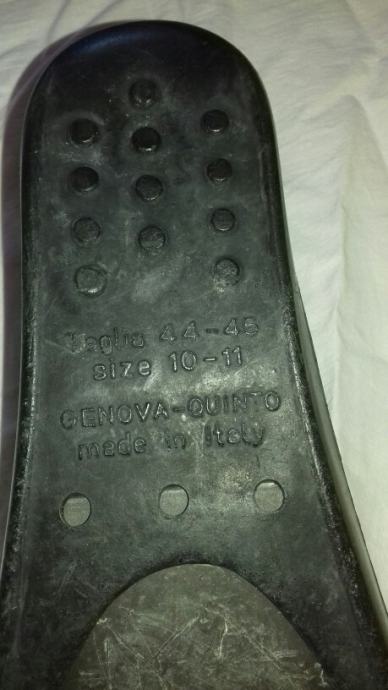 Taglia 44-45
size 10-11
GENOVA-QUINTO
made in Italy